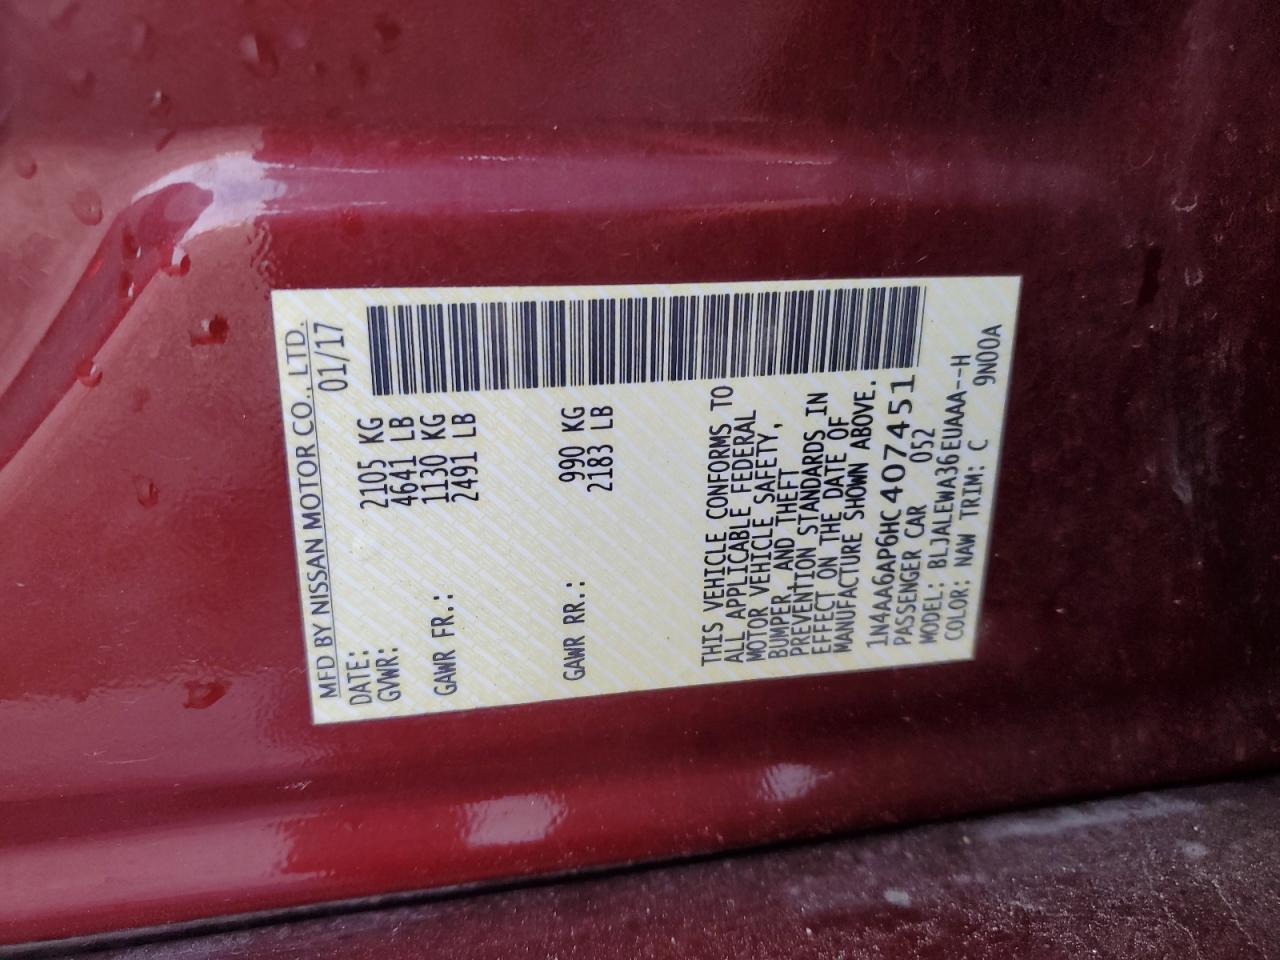 MFD BY NISSAN MOTOR CO., LTD.
DATE: 01/17
GVWR: 2105 KG
4641 LB
GAWR FR.: 1130 KG
2491 LB
GAWR RR.: 990 KG
2183 LB
THIS VEHICLE CONFORMS TO
ALL APPLICABLE FEDERAL
MOTOR VEHICLE SAFETY,
BUMPER, AND THEFT
PREVENTION STANDARDS IN
EFFECT ON THE DATE OF
MANUFACTURE SHOWN ABOVE.
1N4AA6AP6HC407451
PASSENGER CAR 052
MODEL: BLJALEWA36EUAAA--H
COLOR: NAW TRIM: C 9N00A